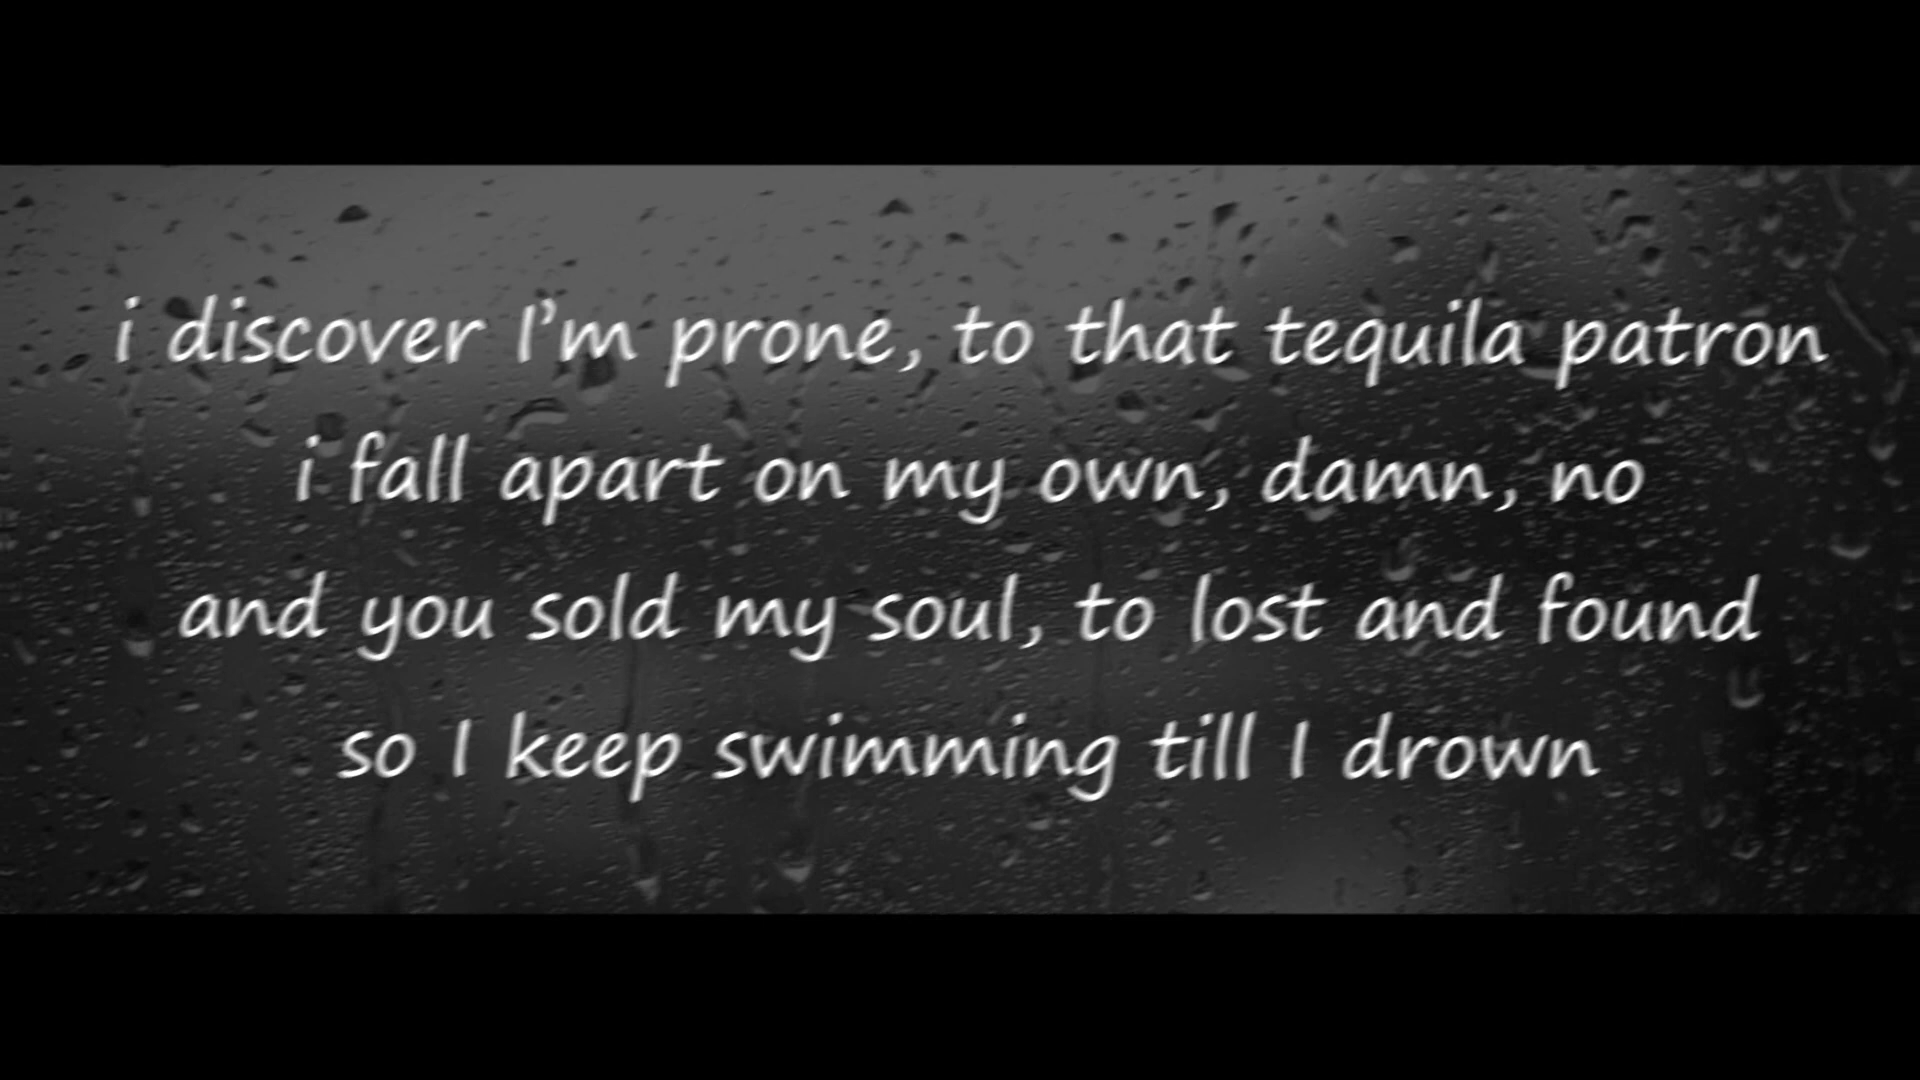 i discover I'm prone, to that tequila patron
i fall apart on my own, damn, no
and you sold my soul, to lost and found
so I keep swimming till I drown